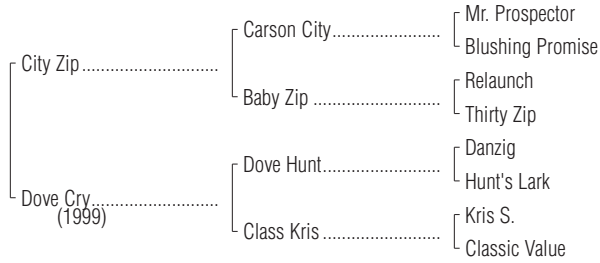 Mr. Prospector
Carson City
Blushing Promise
City Zip
Relaunch
Baby Zip
Thirty Zip
Danzig
Dove Hunt
Hunt's Lark
Dove Cry
(1999)
Kris S.
Class Kris
Classic Value